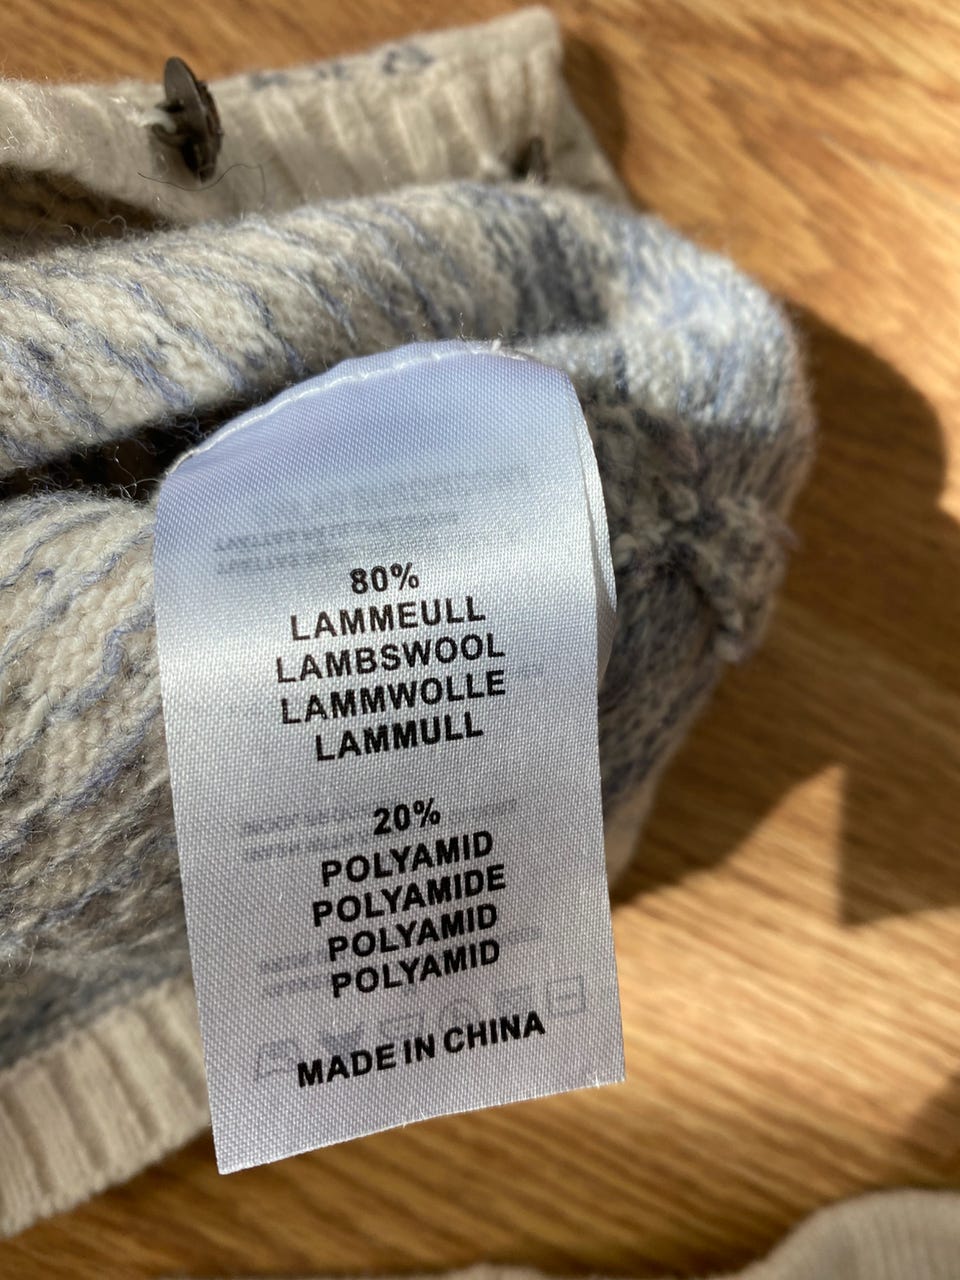 80%
LAMMEULL
LAMBSWOOL
LAMMWOLLE
LAMMULL
20%
POLYAMID
POLYAMIDE
POLYAMID
POLYAMID
MADE IN CHINA